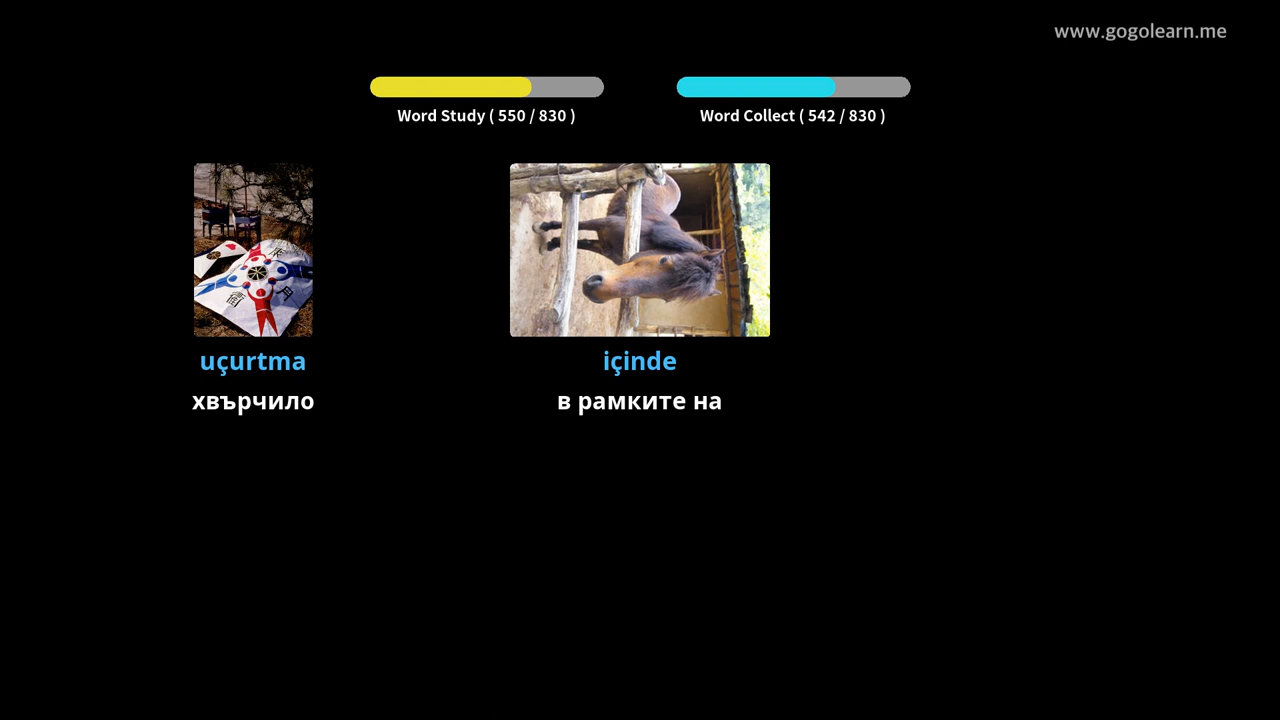 www.gogolearn.me
Word Study ( 550 / 830 )
Word Collect ( 542 / 830 )
uçurtma
içinde
хвърчило
в рамките на